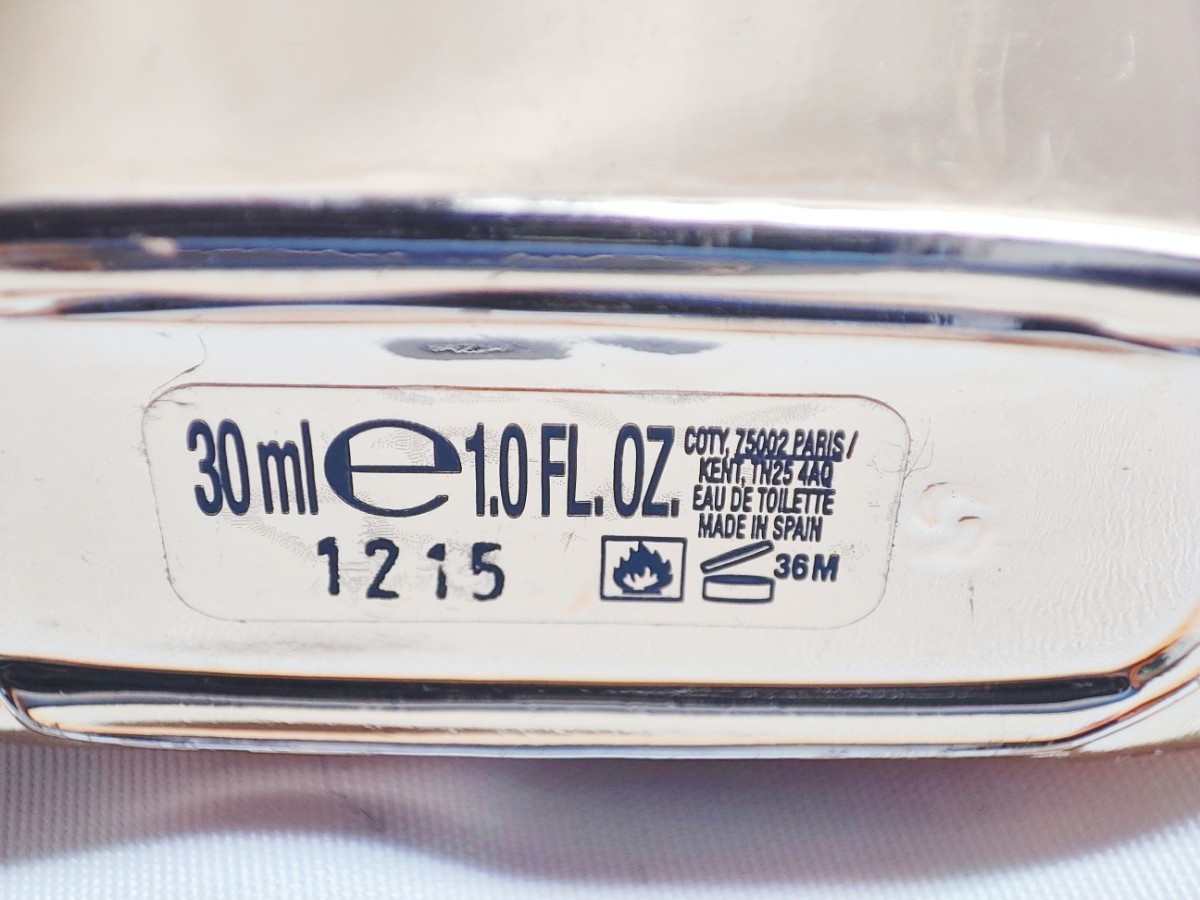 30 ml e 1.0 FL. OZ.
COTY, 75002 PARIS /
KENT, TN25 4AQ
EAU DE TOILETTE
MADE IN SPAIN
1215
36 M